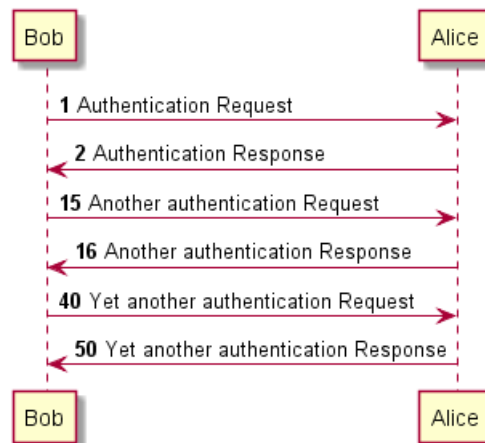 Bob Alice
1 Authentication Request
2 Authentication Response
15 Another authentication Request
16 Another authentication Response
40 Yet another authentication Request
50 Yet another authentication Response
Bob Alice